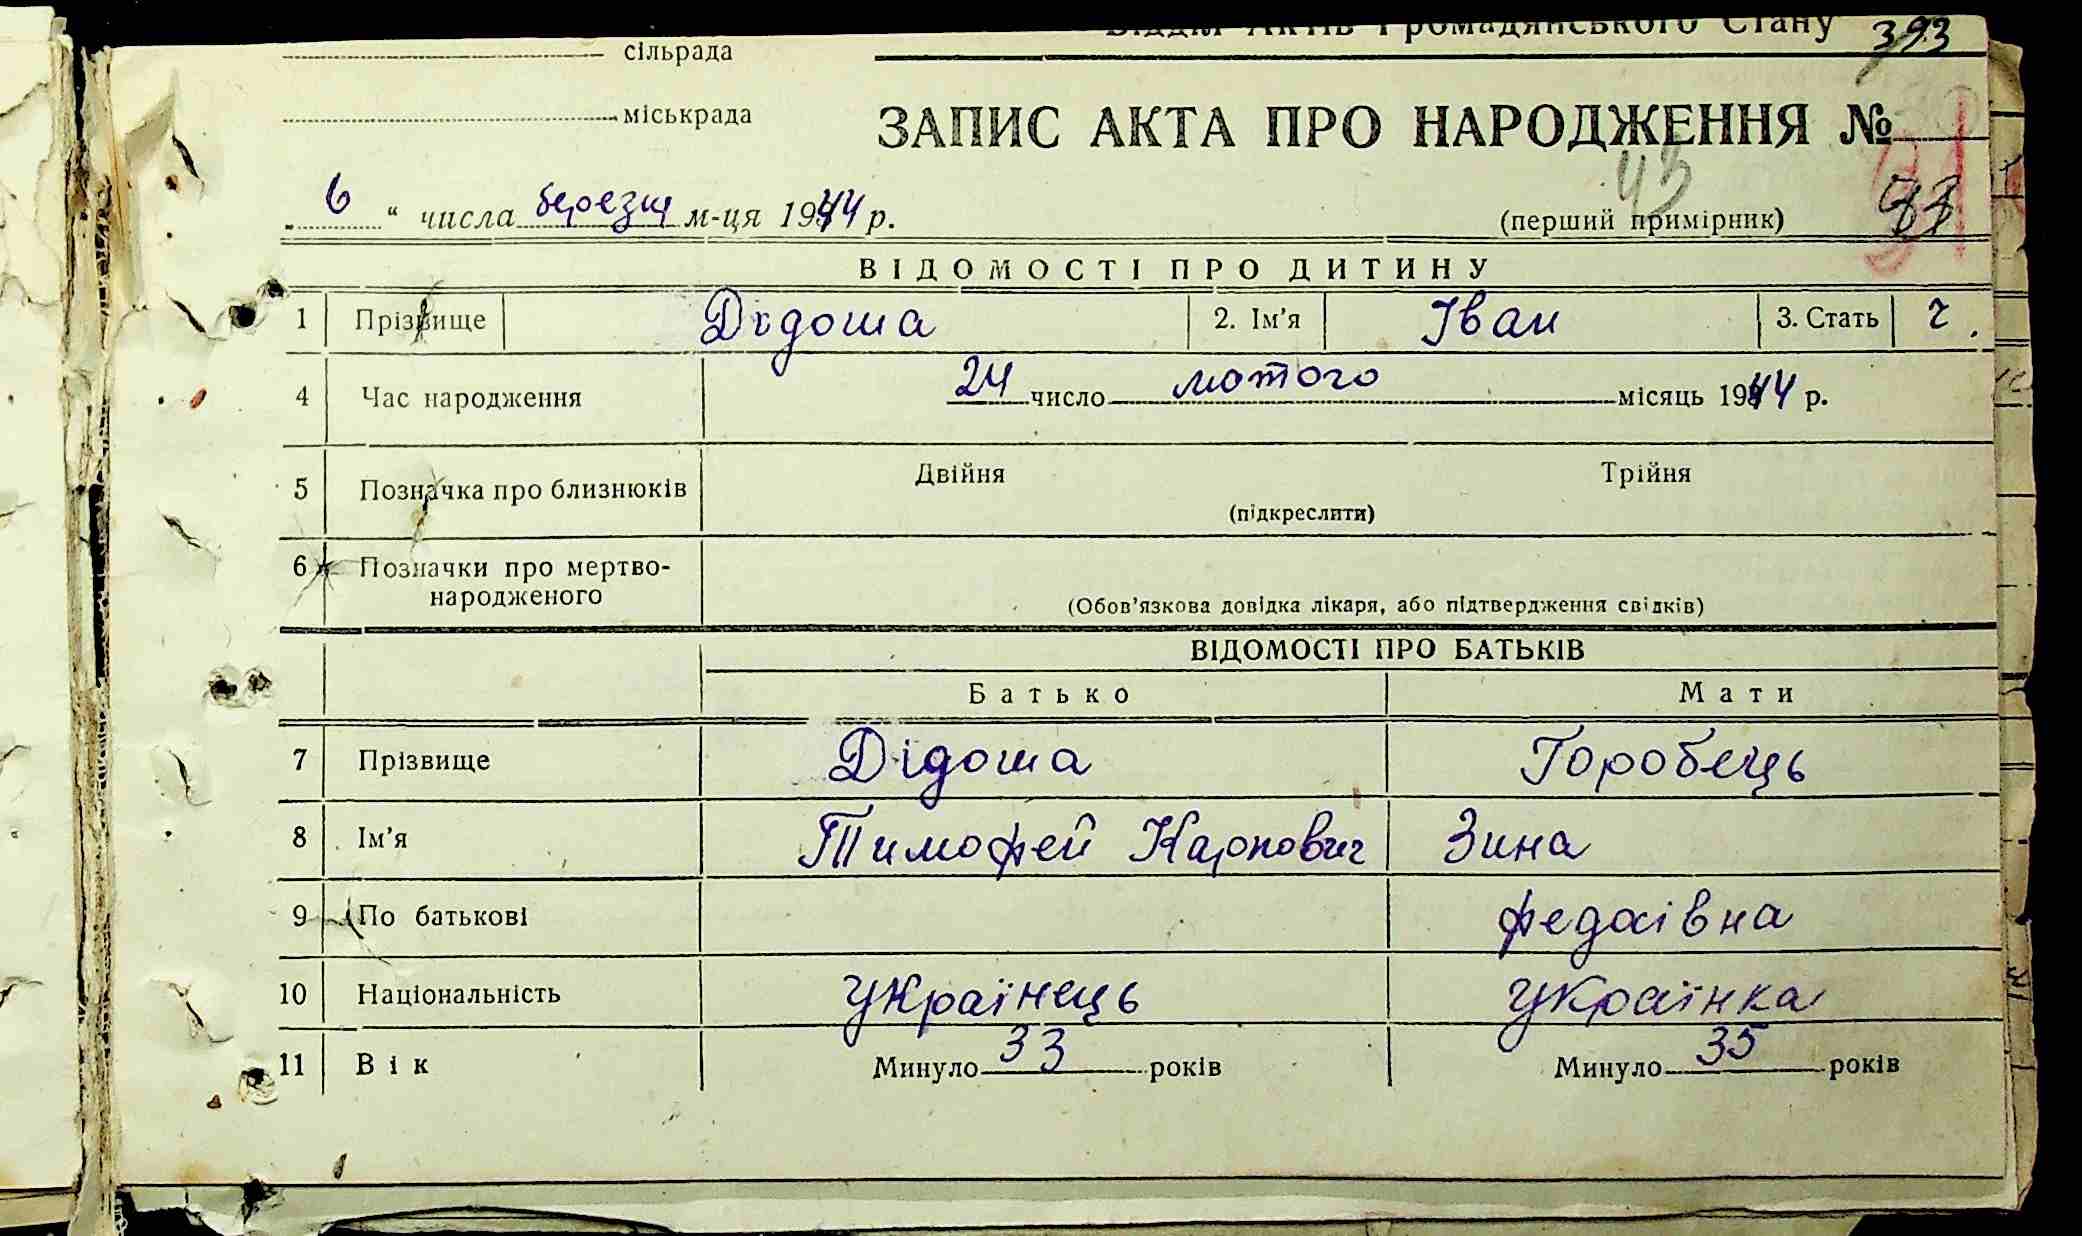 Відділ Актів Громадянського Стану 393
сільрада
міськрада
ЗАПИС АКТА ПРО НАРОДЖЕННЯ №
43
„ 6 “ числа березня м-ця 1944 р.
(перший примірник)
ВІДОМОСТІ ПРО ДИТИНУ
1 Прізвище Дідоша 2. Ім'я Іван 3. Стать ч.
4 Час народження 24 число лютого місяць 1944 р.
5 Позначка про близнюків Двійня Трійня
(підкреслити)
6 Позначки про мертво-
народженого
(Обов'язкова довідка лікаря, або підтвердження свідків)
ВІДОМОСТІ ПРО БАТЬКІВ
Батько Мати
7 Прізвище Дідоша Горобець
8 Ім'я Тимофей Карпович Зина
9 По батькові Федаівна
10 Національність Українець Українка
11 Вік Минуло 33 років Минуло 35 років